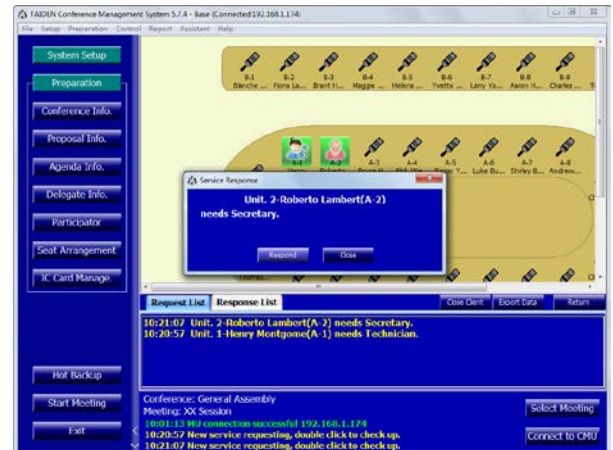 TAIDEN Conference Management System 5.7.4 - Base (Connected:192.168.1.174)
File Setup Preparation Control Report Assistant Help
System Setup
Preparation
Conference Info.
Proposal Info.
Agenda Info.
Delegate Info.
Participator
Seat Arrangement
IC Card Manage.
Hot Backup
Start Meeting
Exit
B-1 B-2 B-3 B-4 B-5 B-6 B-7 B-8 B-9
Blanche ... Fiona La... Brant H... Maggie ... Helena ... Yvette ... Larry Ya... Aaron H... Charles ...
A-1 A-2 A-3 A-4 A-5 A-6 A-7 A-8
Luke Bu... Shirley B... Andrew...
Service Response
Unit. 2-Roberto Lambert(A-2)
needs Secretary.
Respond Close
Request List Response List Close Client Export Data Return
10:21:07 Unit. 2-Roberto Lambert(A-2) needs Secretary.
10:20:57 Unit. 1-Henry Montgome(A-1) needs Technician.
Conference: General Assembly
Meeting: XX Session
10:01:13 MU connection successful 192.168.1.174
10:20:57 New service requesting, double click to check up.
10:21:07 New service requesting, double click to check up.
Select Meeting
Connect to CMU